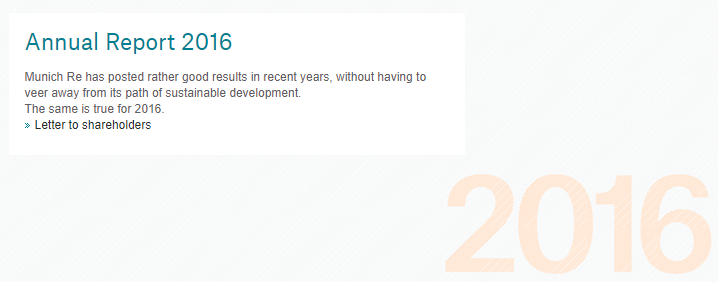 Annual Report 2016
Munich Re has posted rather good results in recent years, without having to
veer away from its path of sustainable development.
The same is true for 2016.
» Letter to shareholders
2016